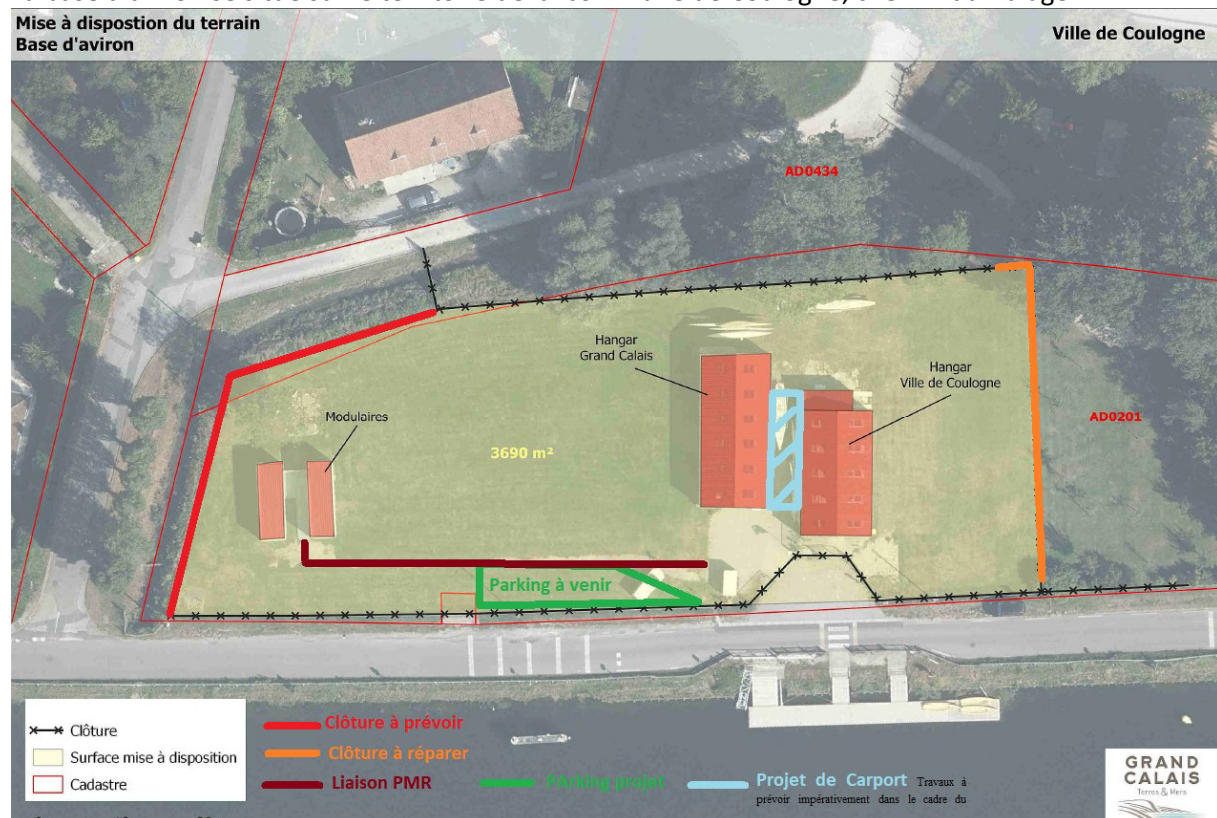 Mise à dispostion du terrain
Base d'aviron
Ville de Coulogne
AD0434
Hangar
Grand Calais
Hangar
Ville de Coulogne
Modulaires
AD0201
3690 m²
Parking à venir
Clôture
Surface mise à disposition
Cadastre
Clôture à prévoir
Clôture à réparer
Liaison PMR
PArking projet
Projet de Carport Travaux à
prévoir impérativement dans le cadre du
GRAND
CALAIS
Terres & Mers